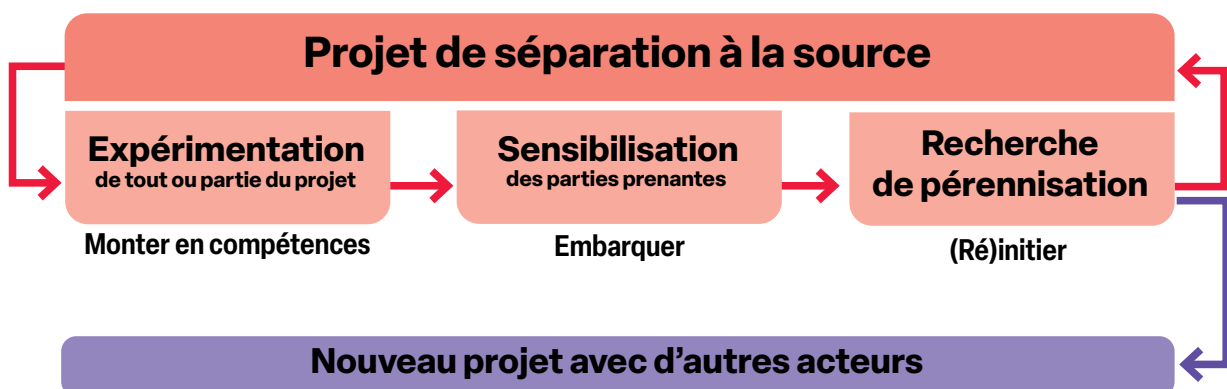 Projet de séparation à la source
Expérimentation
de tout ou partie du projet
Monter en compétences
Sensibilisation
des parties prenantes
Embarquer
Recherche
de pérennisation
(Ré)initier
Nouveau projet avec d'autres acteurs